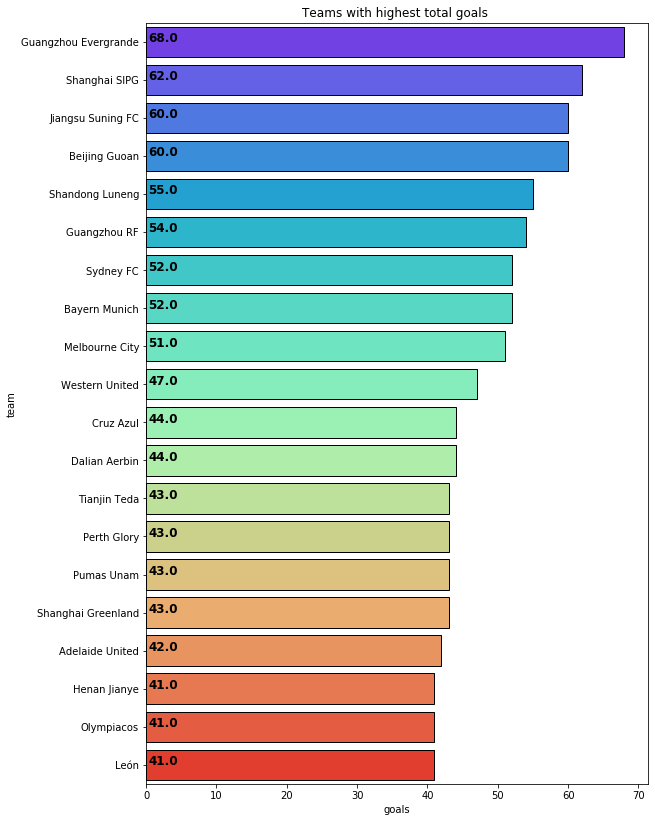 Teams with highest total goals
team
Guangzhou Evergrande 68.0
Shanghai SIPG 62.0
Jiangsu Suning FC 60.0
Beijing Guoan 60.0
Shandong Luneng 55.0
Guangzhou RF 54.0
Sydney FC 52.0
Bayern Munich 52.0
Melbourne City 51.0
Western United 47.0
Cruz Azul 44.0
Dalian Aerbin 44.0
Tianjin Teda 43.0
Perth Glory 43.0
Pumas Unam 43.0
Shanghai Greenland 43.0
Adelaide United 42.0
Henan Jianye 41.0
Olympiacos 41.0
León 41.0
0 10 20 30 40 50 60 70
goals